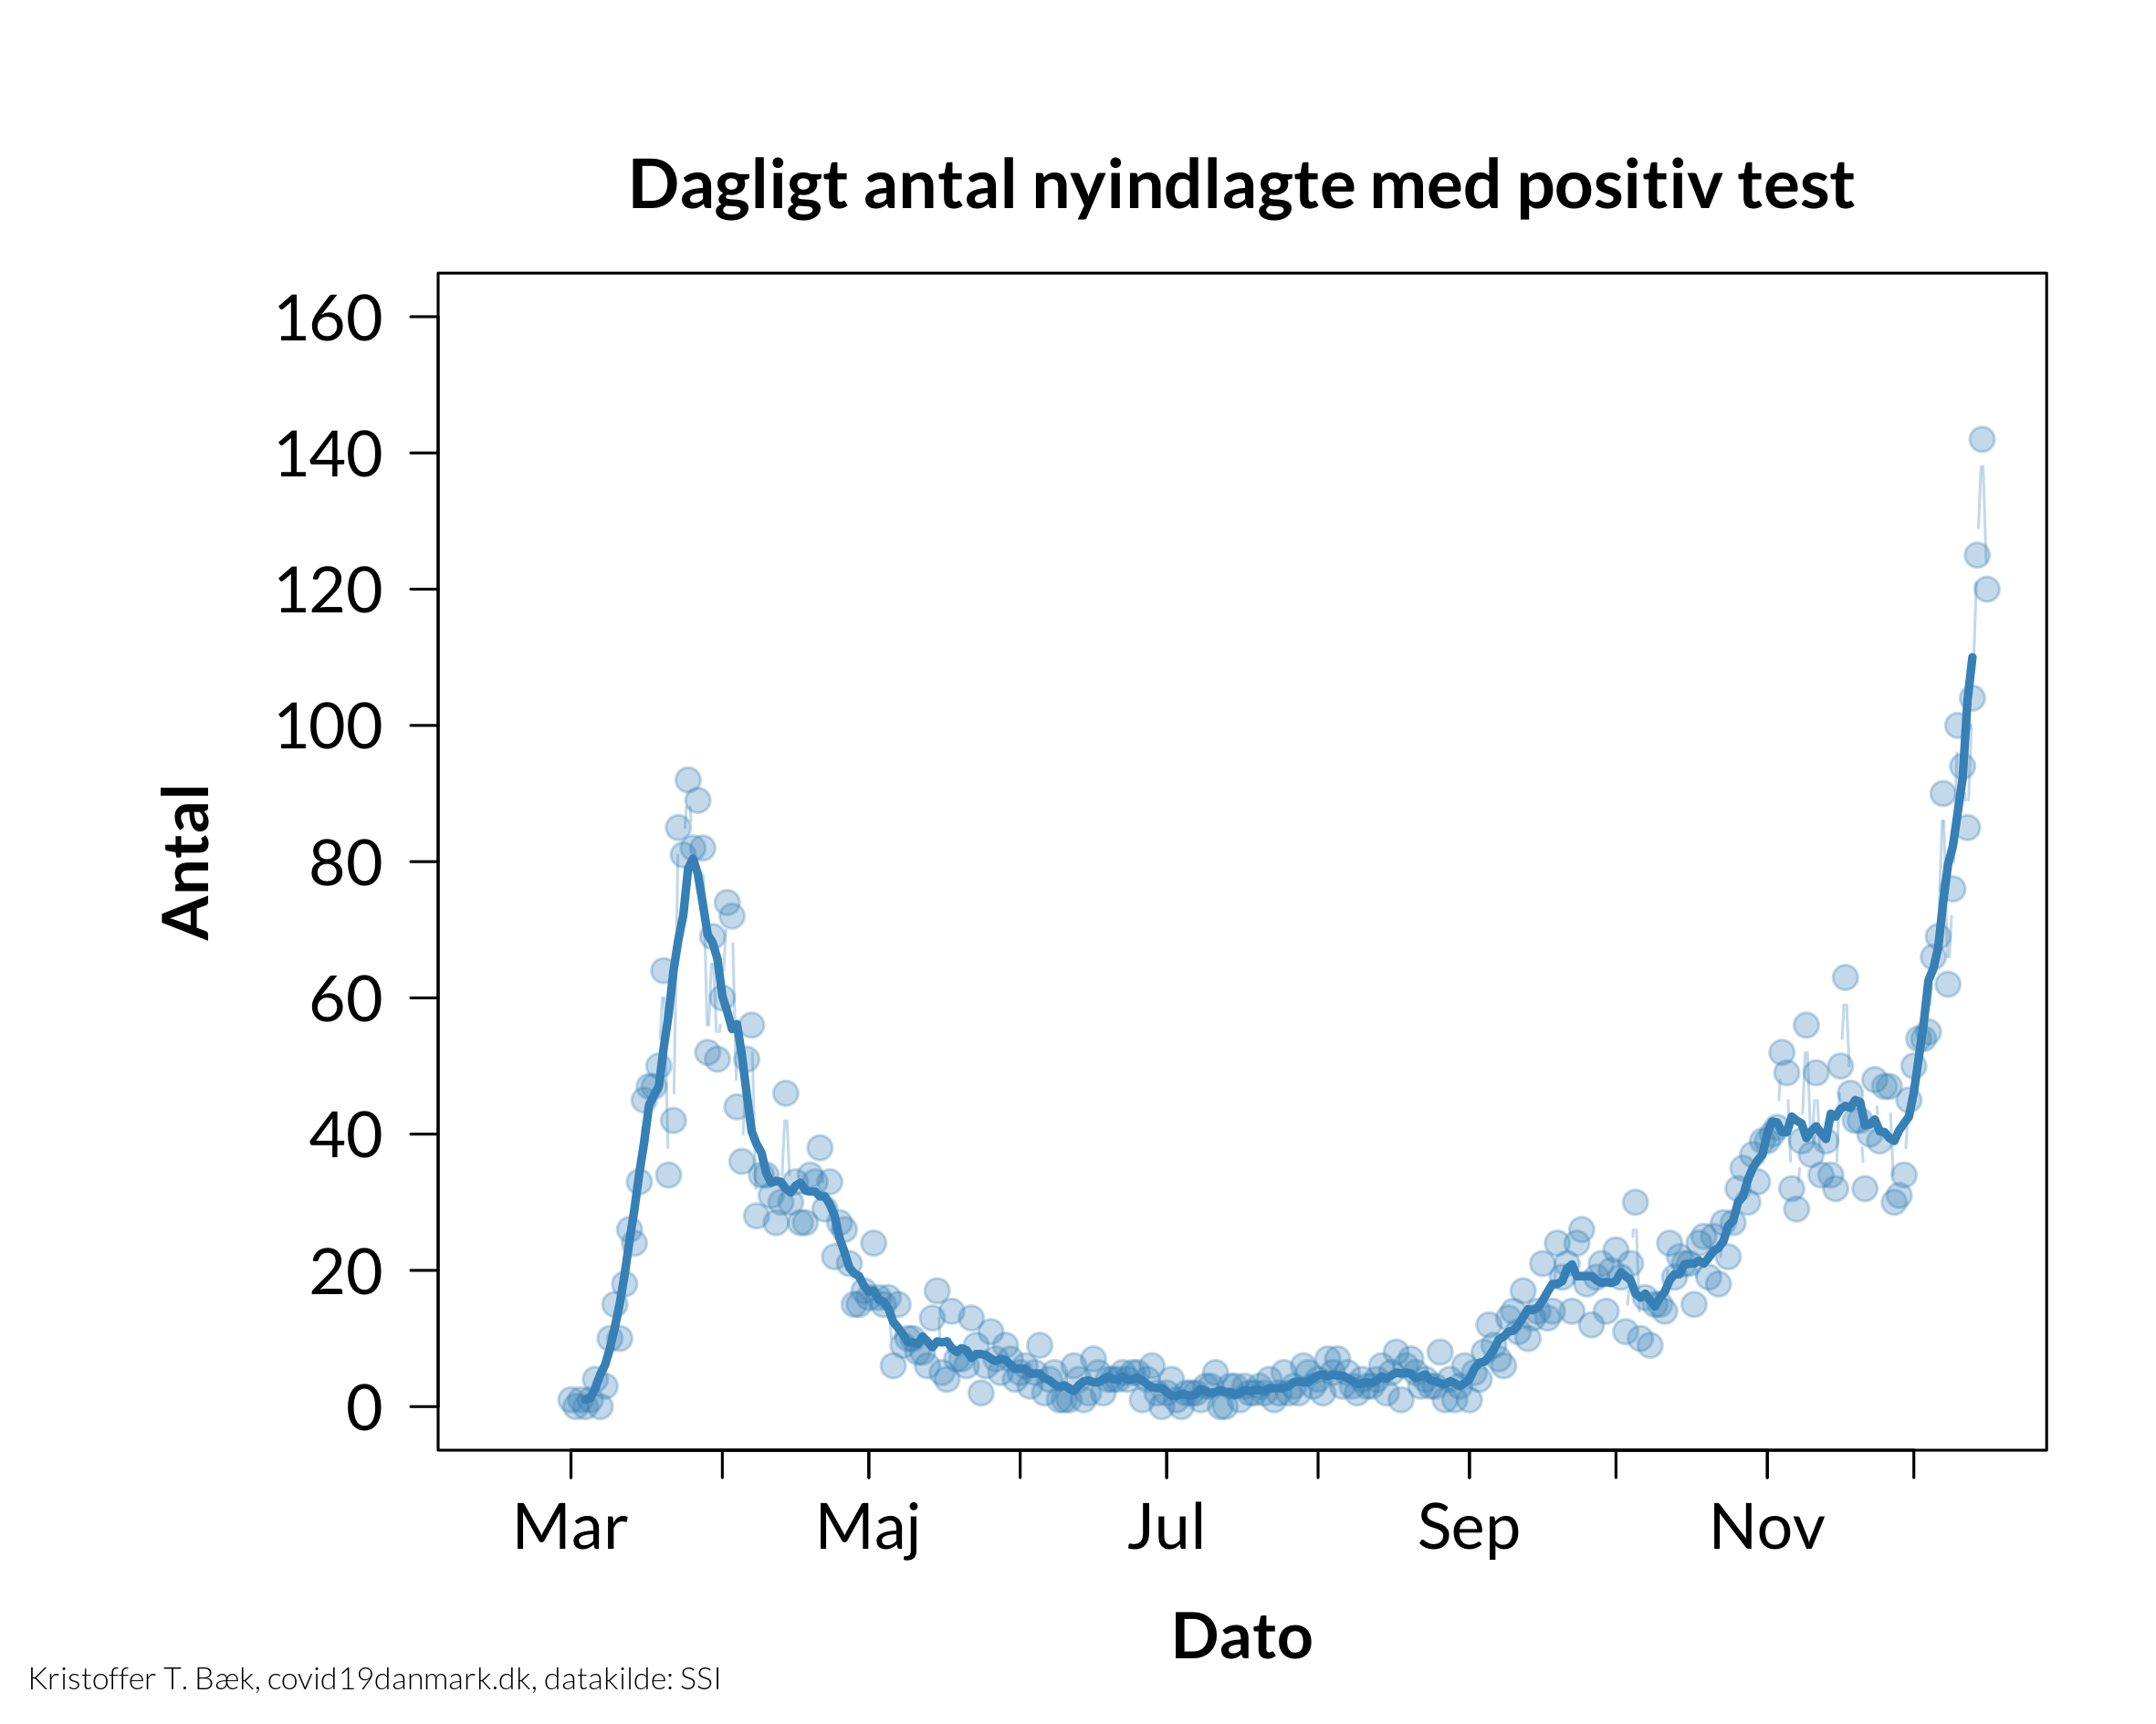 Dagligt antal nyindlagte med positiv test
160
140
120
100
80
60
40
20
0
Antal
Mar Maj Jul Sep Nov
Dato
Kristoffer T. Bæk, covid19danmark.dk, datakilde: SSI